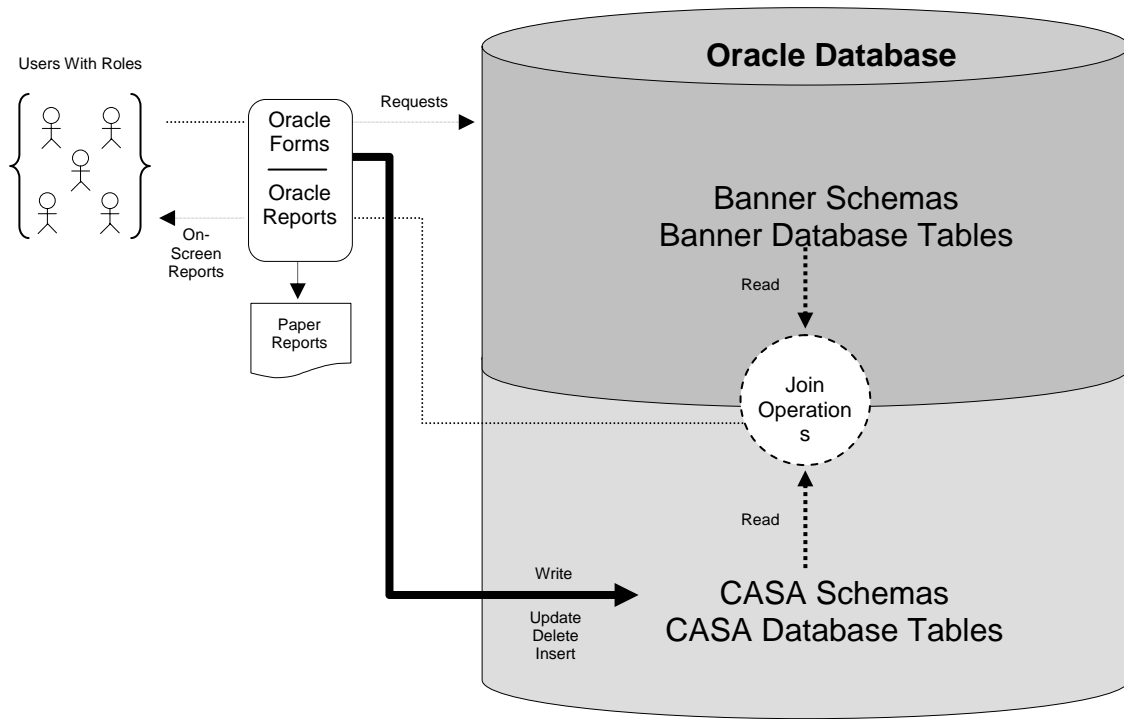 Oracle Database
Users With Roles
Requests
Oracle
Forms
Oracle
Reports
On-
Screen
Reports
Paper
Reports
Banner Schemas
Banner Database Tables
Read
Join
Operation
s
Read
Write
Update
Delete
Insert
CASA Schemas
CASA Database Tables